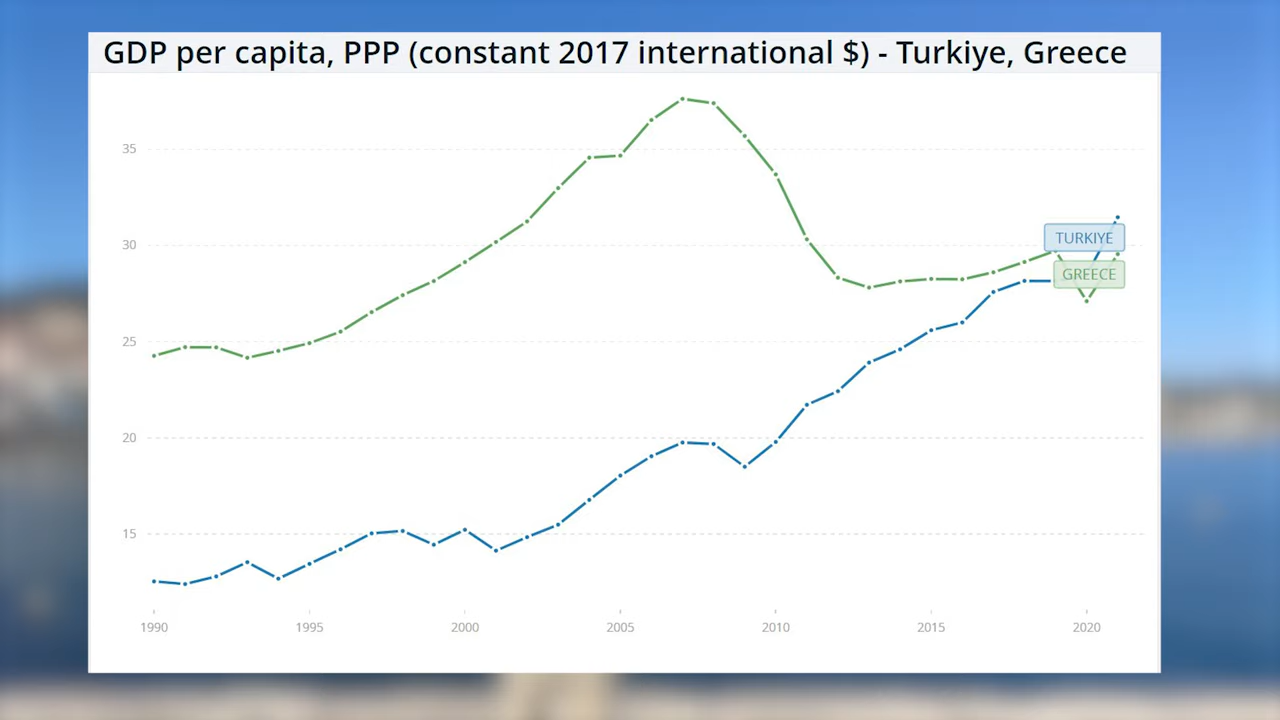 GDP per capita, PPP (constant 2017 international $) - Turkiye, Greece
35
30
25
20
15
TURKIYE
GREECE
1990 1995 2000 2005 2010 2015 2020